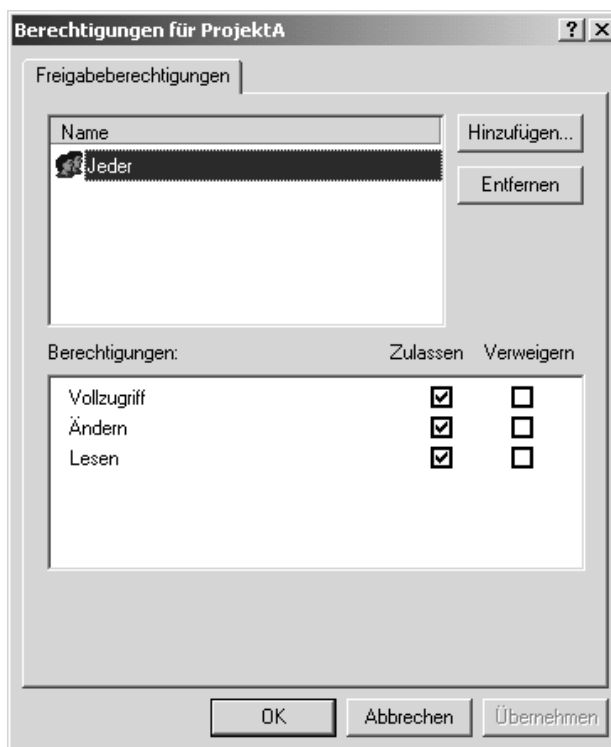 Berechtigungen für ProjektA
Freigabeberechtigungen
Name
Hinzufügen...
Jeder
Entfernen
Berechtigungen: Zulassen Verweigern
Vollzugriff
Ändern
Lesen
OK Abbrechen Übernehmen